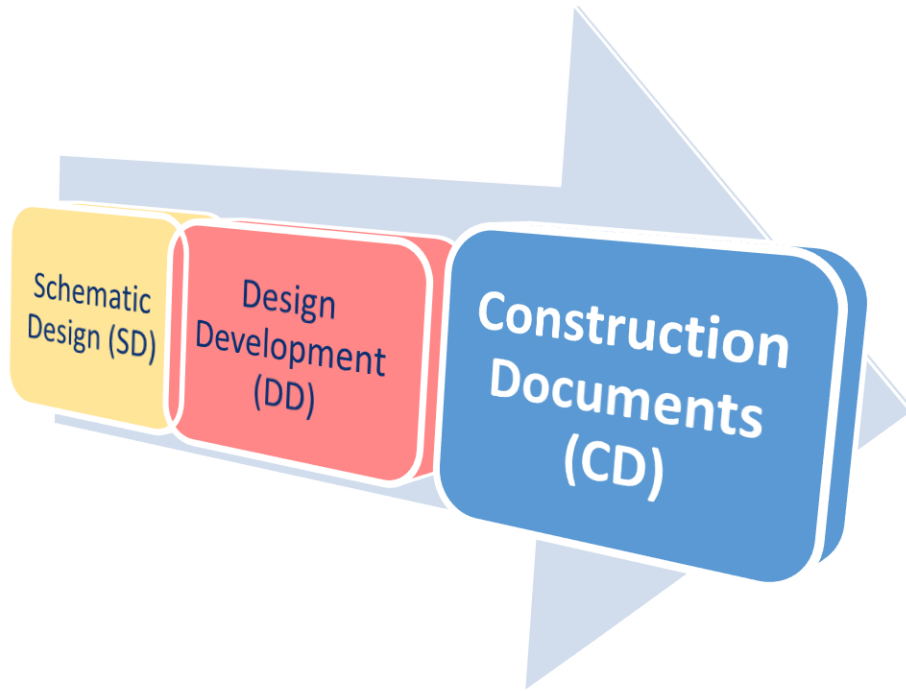 Schematic
Design (SD)
Design
Development
(DD)
Construction
Documents
(CD)